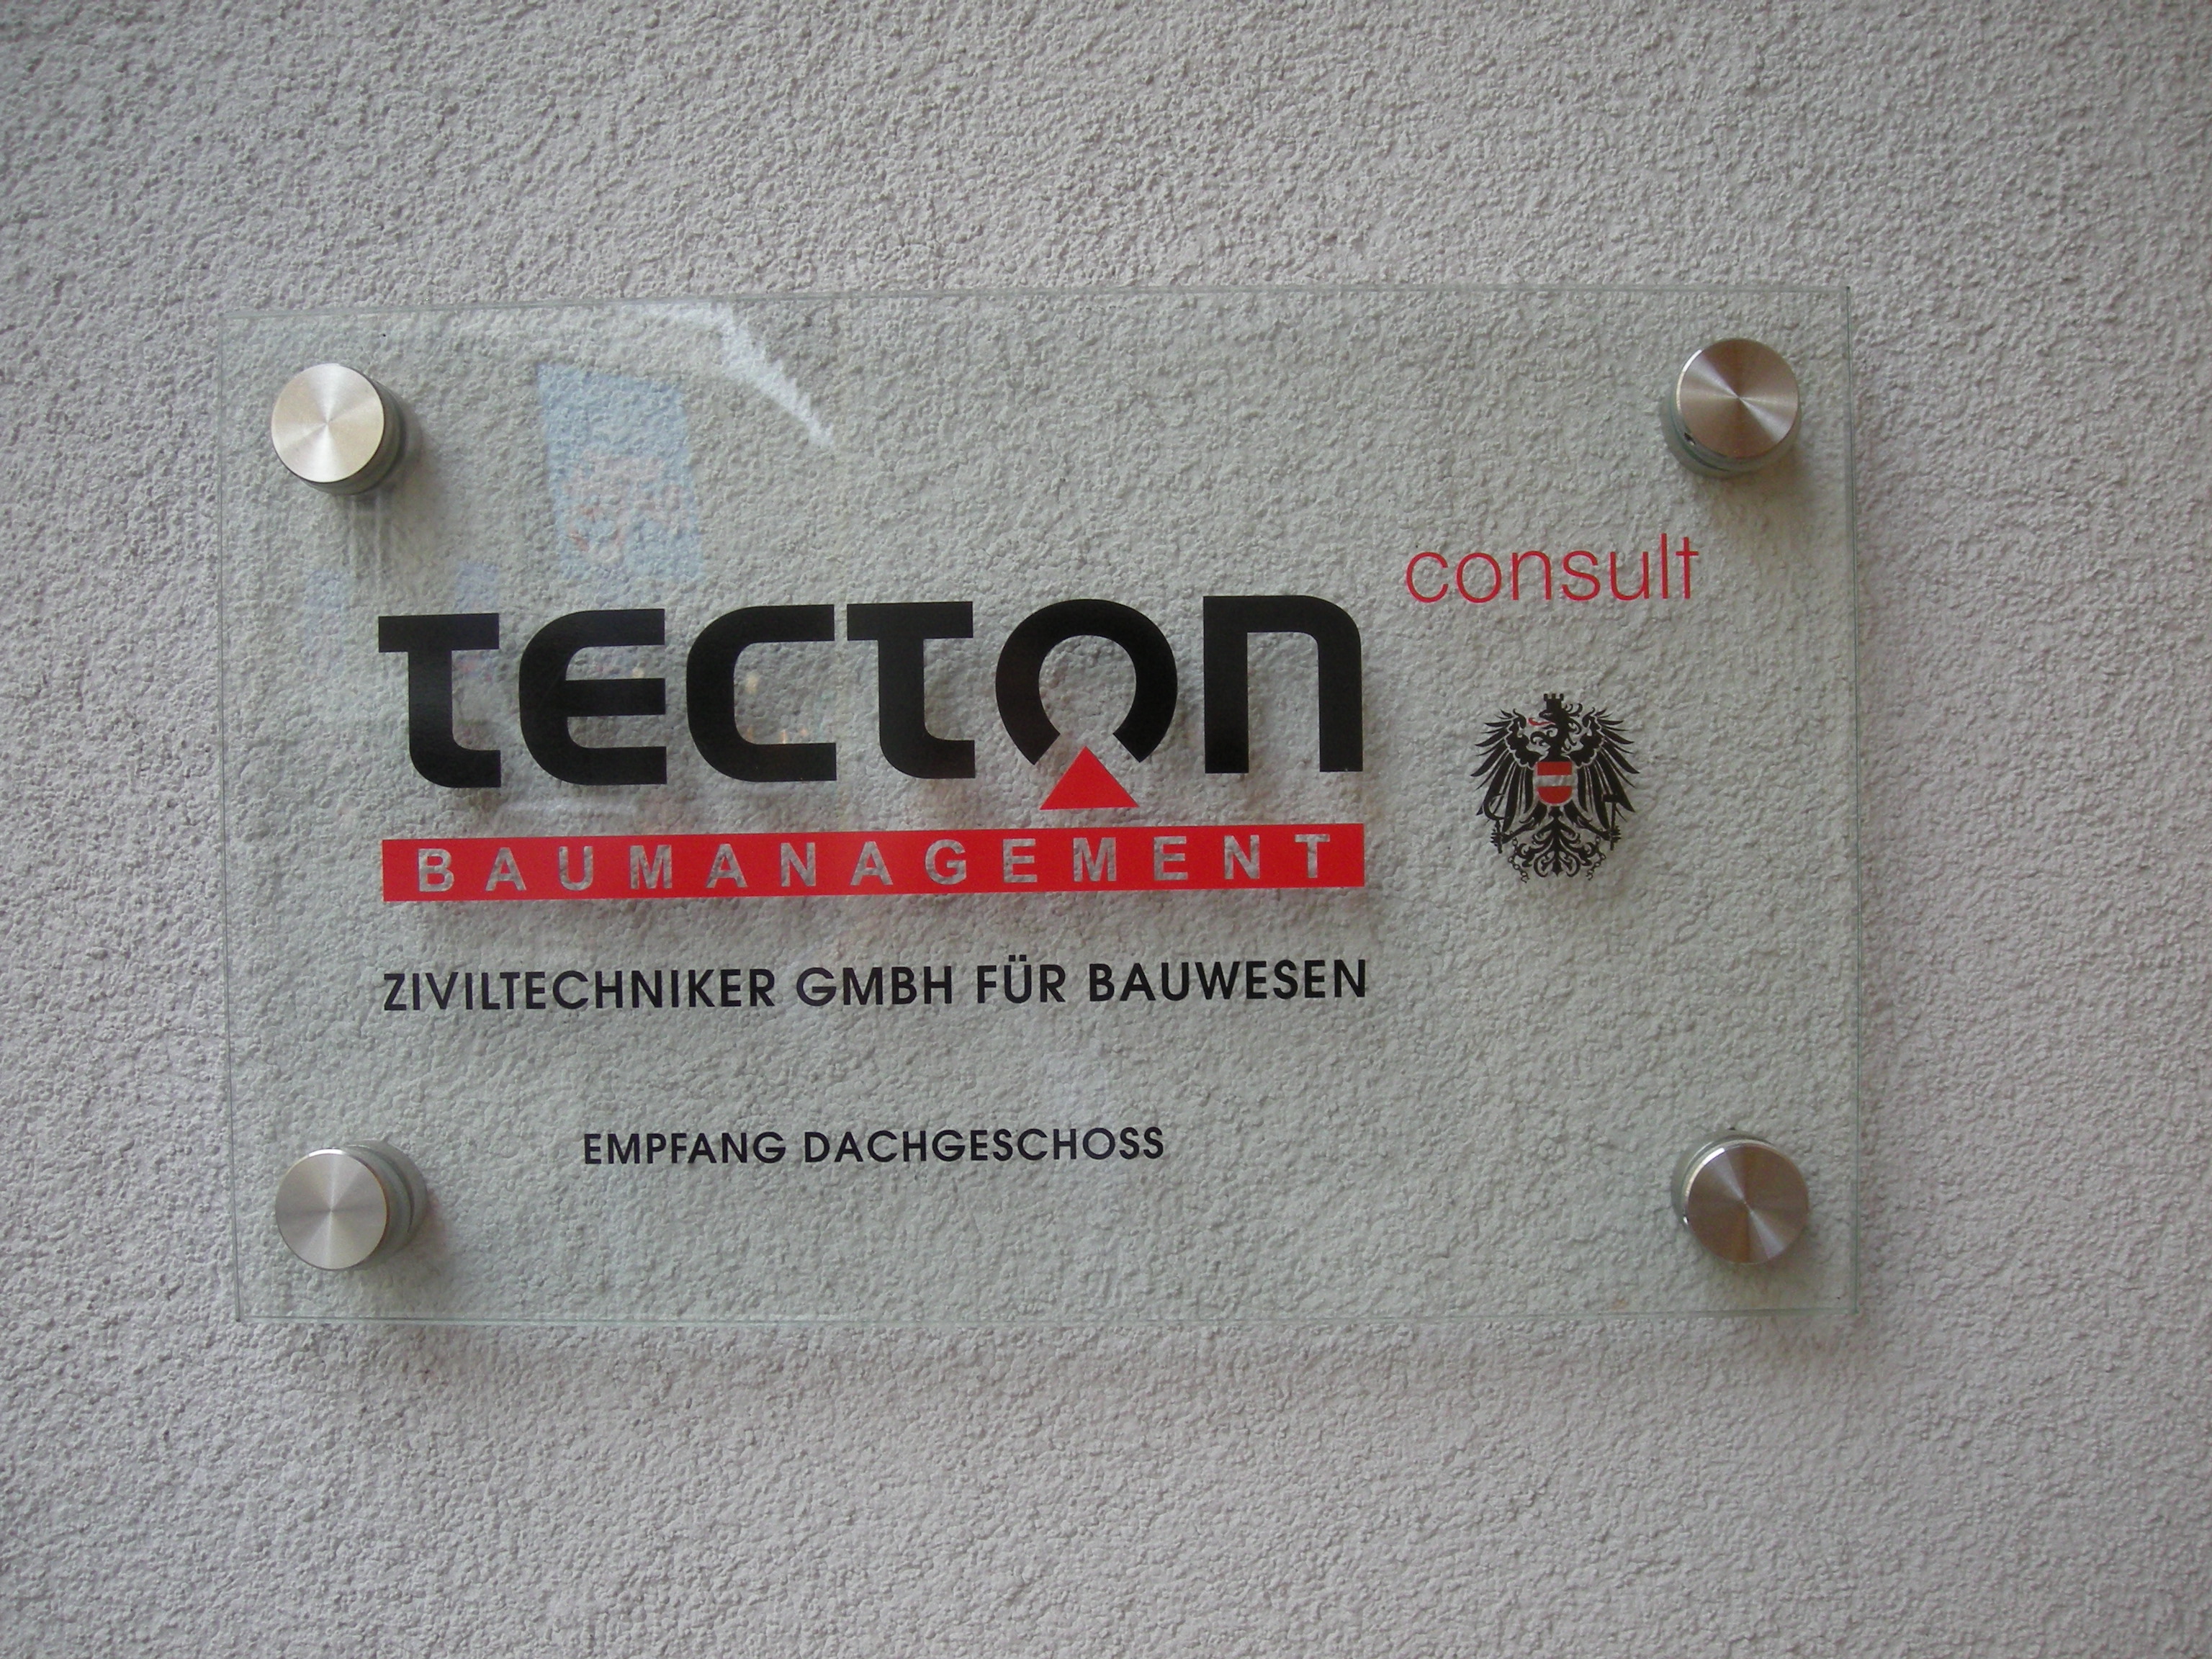 consult
TECTON
BAUMANAGEMENT
ZIVILTECHNIKER GMBH FÜR BAUWESEN
EMPFANG DACHGESCHOSS